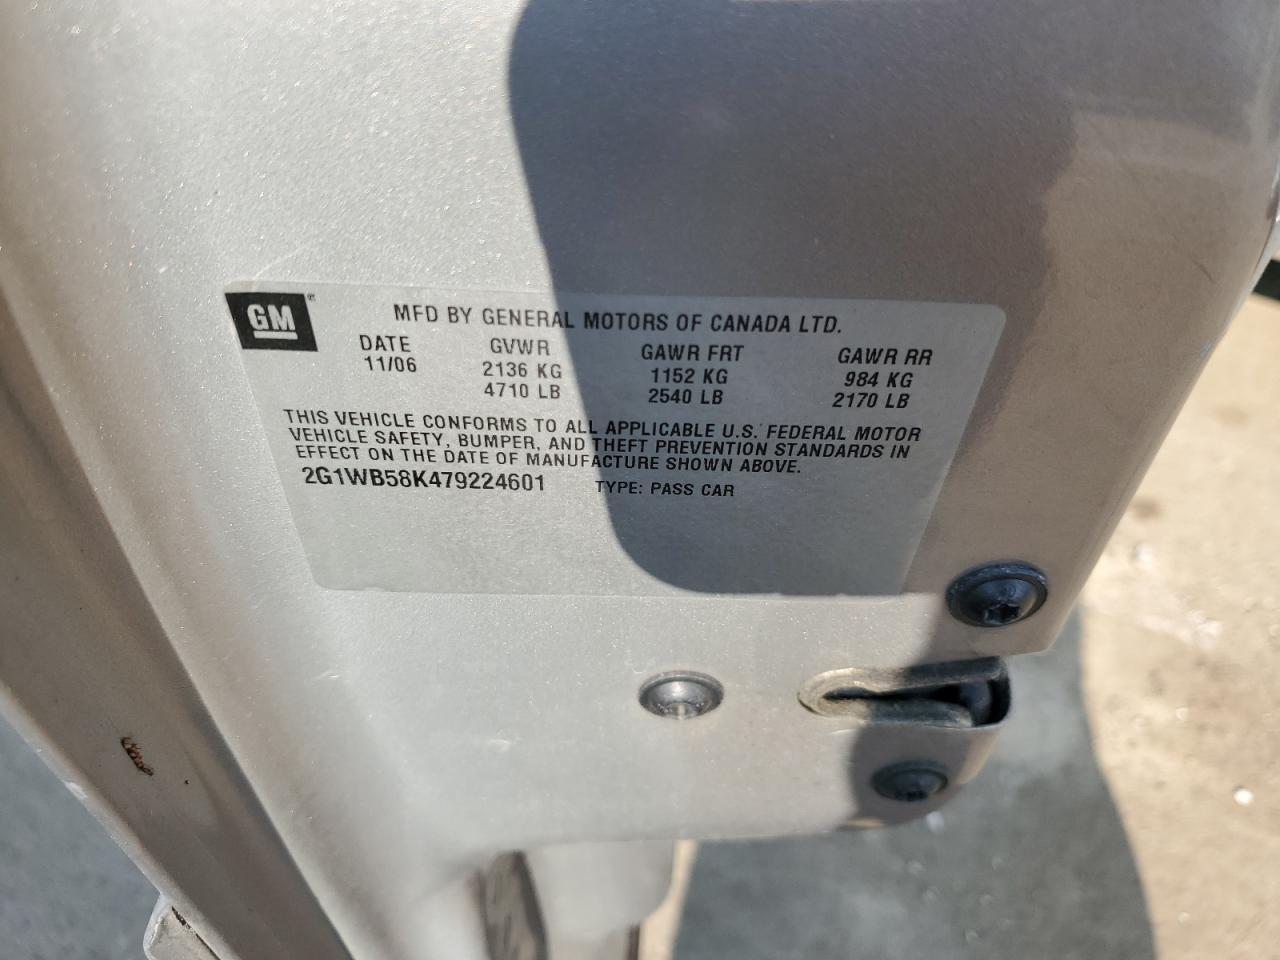 GM
MFD BY GENERAL MOTORS OF CANADA LTD.
DATE GVWR GAWR FRT GAWR RR
11/06 2136 KG 1152 KG 984 KG
4710 LB 2540 LB 2170 LB
THIS VEHICLE CONFORMS TO ALL APPLICABLE U.S. FEDERAL MOTOR
VEHICLE SAFETY, BUMPER, AND THEFT PREVENTION STANDARDS IN
EFFECT ON THE DATE OF MANUFACTURE SHOWN ABOVE.
2G1WB58K479224601 TYPE: PASS CAR